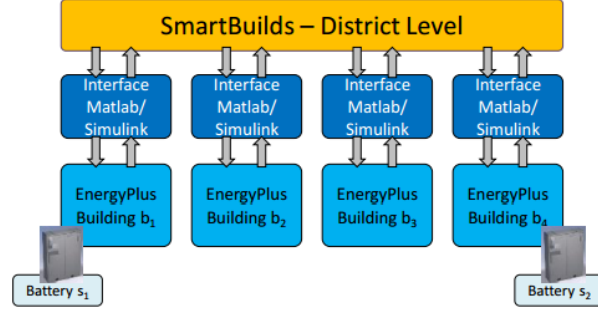 SmartBuilds – District Level
Interface
Matlab/
Simulink
Interface
Matlab/
Simulink
Interface
Matlab/
Simulink
Interface
Matlab/
Simulink
EnergyPlus
Building b₁
EnergyPlus
Building b₂
EnergyPlus
Building b₃
EnergyPlus
Building b₄
Battery s₁
Battery s₂